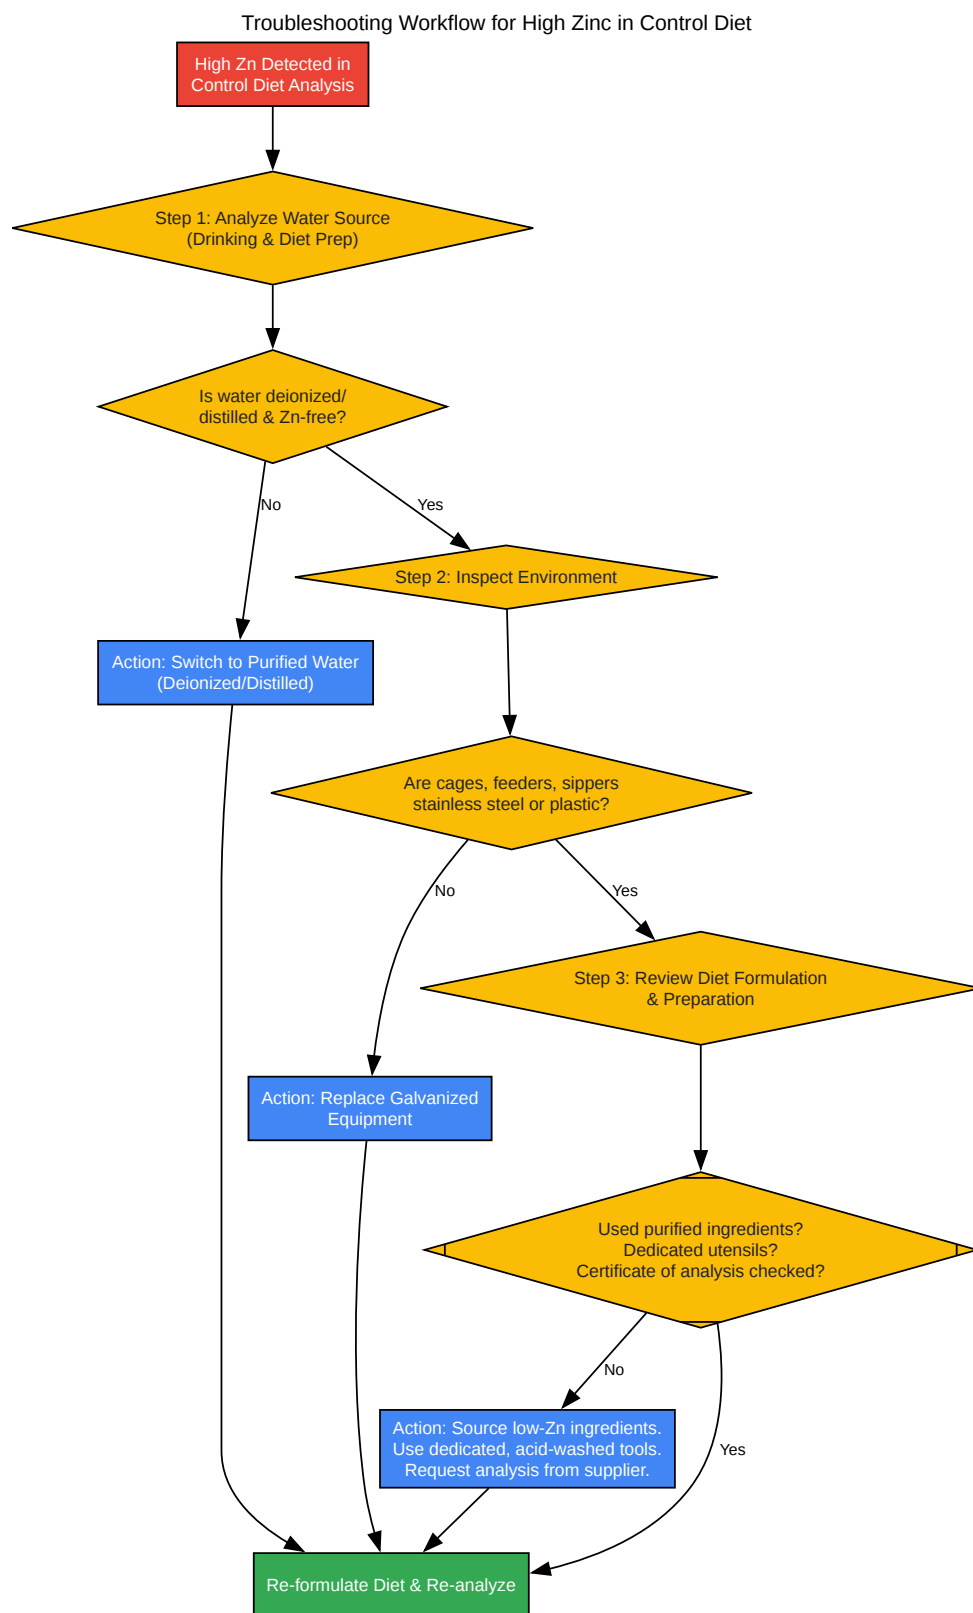 Troubleshooting Workflow for High Zinc in Control Diet
High Zn Detected in
Control Diet Analysis
Step 1: Analyze Water Source
(Drinking & Diet Prep)
Is water deionized/
distilled & Zn-free?
No
Yes
Step 2: Inspect Environment
Action: Switch to Purified Water
(Deionized/Distilled)
Are cages, feeders, sippers
stainless steel or plastic?
No
Yes
Step 3: Review Diet Formulation
& Preparation
Action: Replace Galvanized
Equipment
Used purified ingredients?
Dedicated utensils?
Certificate of analysis checked?
No
Yes
Action: Source low-Zn ingredients.
Use dedicated, acid-washed tools.
Request analysis from supplier.
Re-formulate Diet & Re-analyze